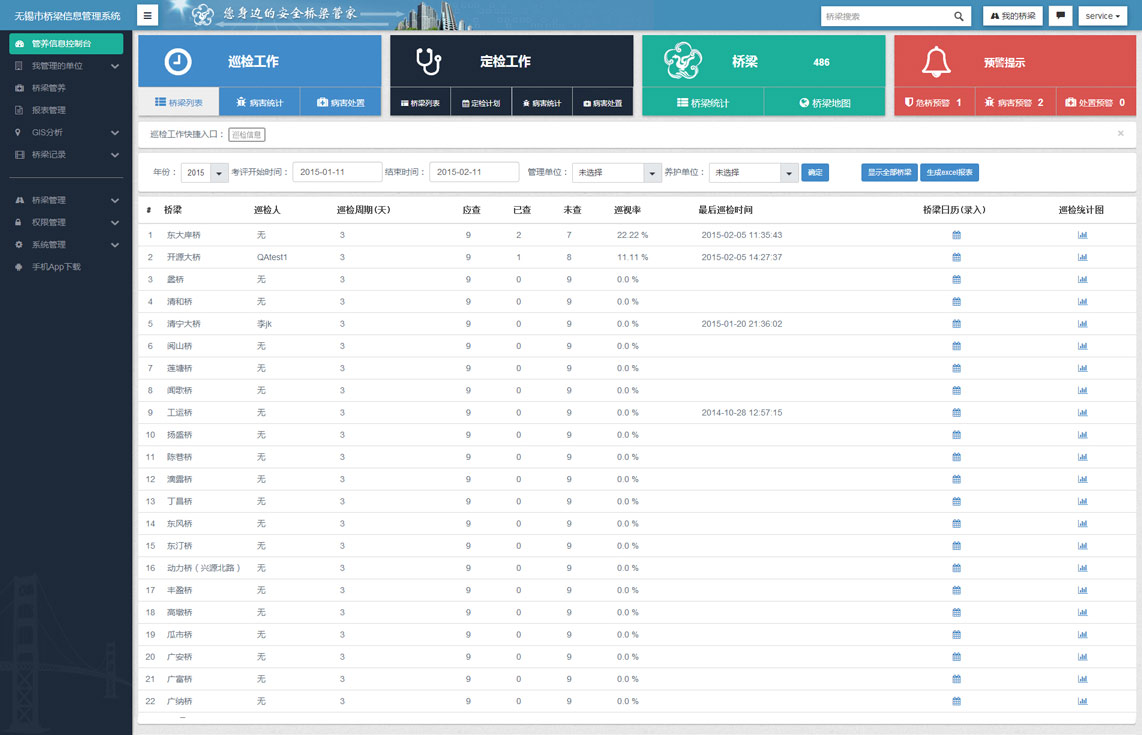 无锡市桥梁信息管理系统
您身边的安全桥梁管家
桥梁搜索
我的桥梁
service
管养信息控制台
我管理的单位
桥梁管养
报表管理
GIS分析
桥梁记录
桥梁管理
权限管理
系统管理
手机App下载
巡检工作
桥梁列表 病害统计 病害处置
定检工作
桥梁列表 定检计划 病害统计 病害处置
桥梁 486
桥梁统计 桥梁地图
预警提示
危桥预警 1 病害预警 2 处置预警 0
巡检工作快捷入口： 巡检信息 ×
年份： 2015 考评开始时间： 2015-01-11 结束时间： 2015-02-11 管理单位： 未选择 养护单位： 未选择 确定 显示全部桥梁 生成excel报表
# 桥梁 巡检人 巡检周期(天) 应查 已查 未查 巡视率 最后巡检时间 桥梁日历(录入) 巡检统计图
1 东大岸桥 无 3 9 2 7 22.22 % 2015-02-05 11:35:43
2 开源大桥 QAtest1 3 9 1 8 11.11 % 2015-02-05 14:27:37
3 蠡桥 无 3 9 0 9 0.0 %
4 清和桥 无 3 9 0 9 0.0 %
5 清宁大桥 李jk 3 9 0 9 0.0 % 2015-01-20 21:36:02
6 闽山桥 无 3 9 0 9 0.0 %
7 莲塘桥 无 3 9 0 9 0.0 %
8 闻歌桥 无 3 9 0 9 0.0 %
9 工运桥 无 3 9 0 9 0.0 % 2014-10-28 12:57:15
10 扬盛桥 无 3 9 0 9 0.0 %
11 陈巷桥 无 3 9 0 9 0.0 %
12 滴露桥 无 3 9 0 9 0.0 %
13 丁昌桥 无 3 9 0 9 0.0 %
14 东风桥 无 3 9 0 9 0.0 %
15 东汀桥 无 3 9 0 9 0.0 %
16 动力桥（兴源北路） 无 3 9 0 9 0.0 %
17 丰盈桥 无 3 9 0 9 0.0 %
18 高墩桥 无 3 9 0 9 0.0 %
19 瓜市桥 无 3 9 0 9 0.0 %
20 广安桥 无 3 9 0 9 0.0 %
21 广富桥 无 3 9 0 9 0.0 %
22 广纳桥 无 3 9 0 9 0.0 %